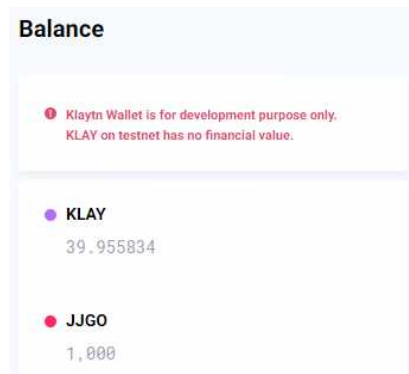 Balance
Klaytn Wallet is for development purpose only.
KLAY on testnet has no financial value.
KLAY
39.955834
JJGO
1,000